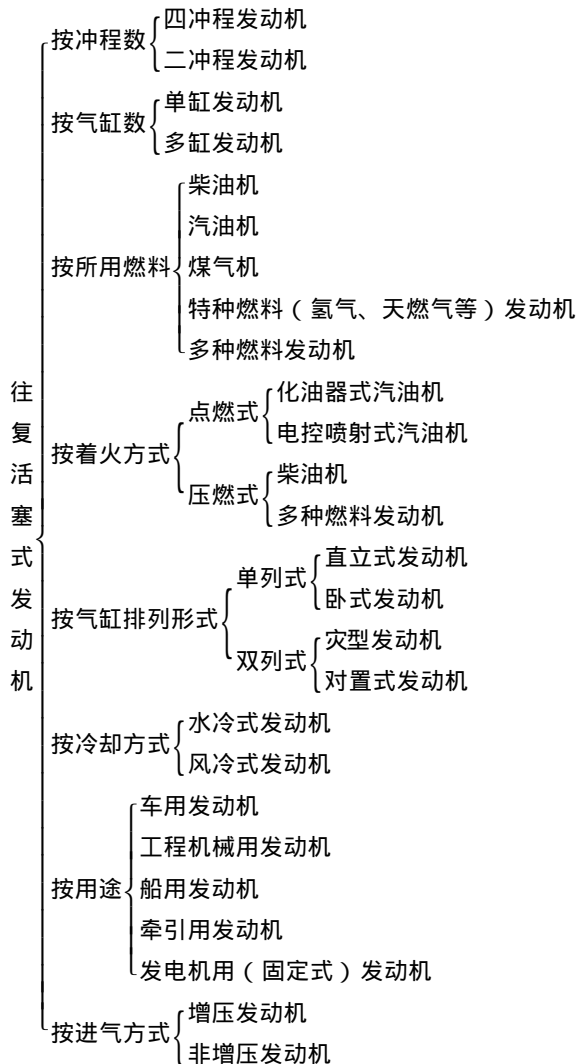 往复活塞式发动机
按冲程数
四冲程发动机
二冲程发动机
按气缸数
单缸发动机
多缸发动机
按所用燃料
柴油机
汽油机
煤气机
特种燃料（氢气、天燃气等）发动机
多种燃料发动机
按着火方式
点燃式
化油器式汽油机
电控喷射式汽油机
压燃式
柴油机
多种燃料发动机
按气缸排列形式
单列式
直立式发动机
卧式发动机
双列式
灾型发动机
对置式发动机
按冷却方式
水冷式发动机
风冷式发动机
按用途
车用发动机
工程机械用发动机
船用发动机
牵引用发动机
发电机用（固定式）发动机
按进气方式
增压发动机
非增压发动机